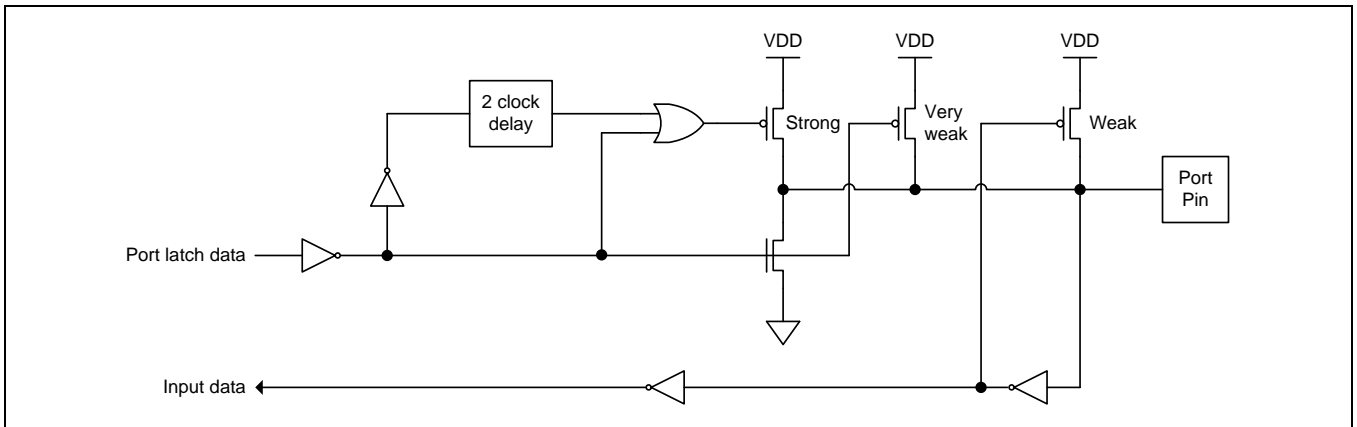 VDD
VDD
VDD
2 clock
delay
Strong
Very
weak
Weak
Port
Pin
Port latch data
Input data